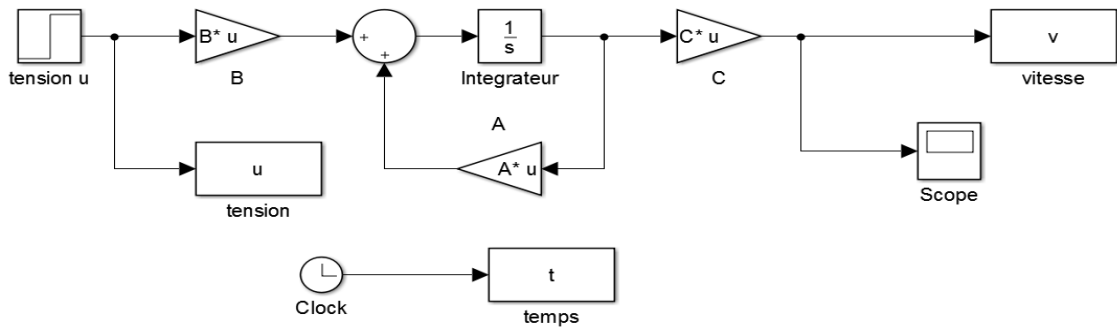 tension u
B* u
B
+
+
1
s
Integrateur
C* u
C
v
vitesse
A
A* u
u
tension
Scope
Clock
t
temps